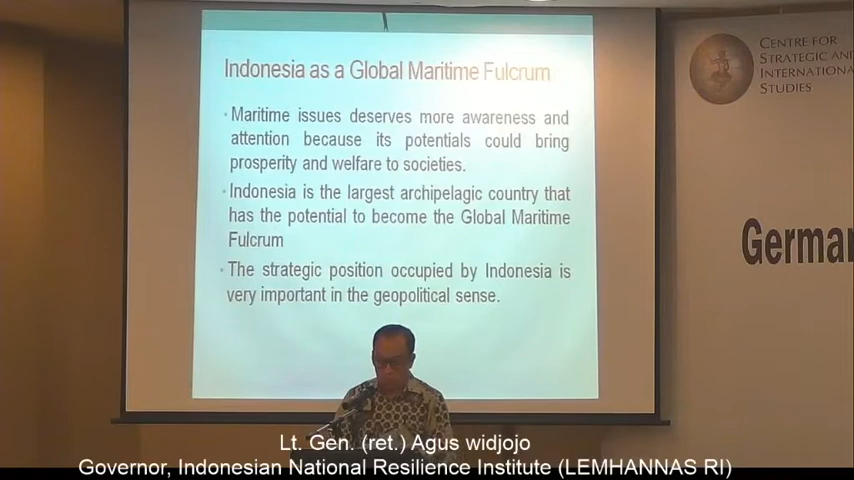 Indonesia as a Global Maritime Fulcrum
• Maritime issues deserves more awareness and
attention because its potentials could bring
prosperity and welfare to societies.
• Indonesia is the largest archipelagic country that
has the potential to become the Global Maritime
Fulcrum
• The strategic position occupied by Indonesia is
very important in the geopolitical sense.
CENTRE FOR
STRATEGIC AND
INTERNATIONA
STUDIES
German
Lt. Gen. (ret.) Agus widjojo
Governor, Indonesian National Resilience Institute (LEMHANNAS RI)